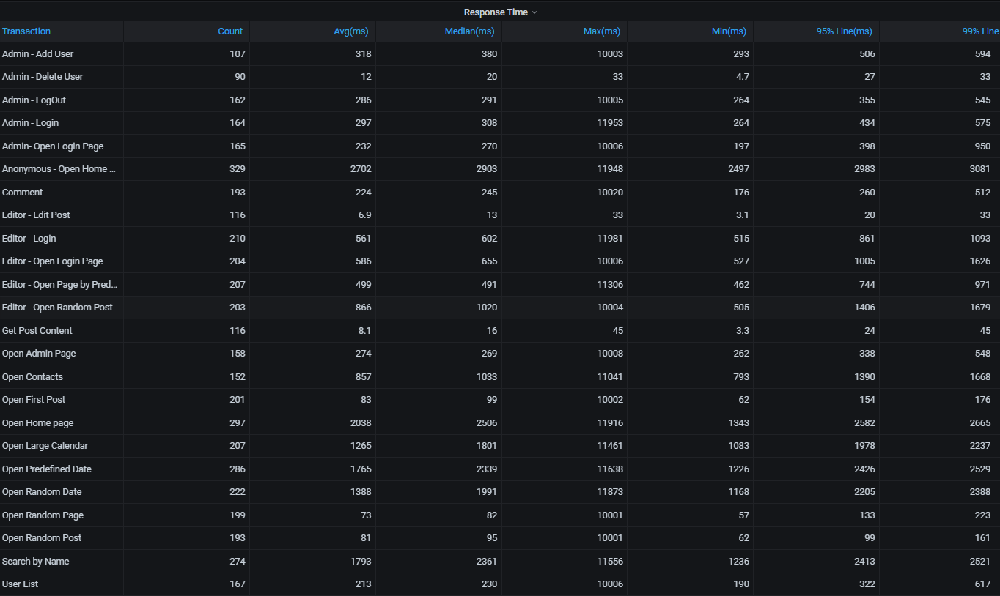 Response Time
Transaction Count Avg(ms) Median(ms) Max(ms) Min(ms) 95% Line(ms) 99% Line
Admin - Add User 107 318 380 10003 293 506 594
Admin - Delete User 90 12 20 33 4.7 27 33
Admin - LogOut 162 286 291 10005 264 355 545
Admin - Login 164 297 308 11953 264 434 575
Admin- Open Login Page 165 232 270 10006 197 398 950
Anonymous - Open Home ... 329 2702 2903 11948 2497 2983 3081
Comment 193 224 245 10020 176 260 512
Editor - Edit Post 116 6.9 13 33 3.1 20 33
Editor - Login 210 561 602 11981 515 861 1093
Editor - Open Login Page 204 586 655 10006 527 1005 1626
Editor - Open Page by Pred... 207 499 491 11306 462 744 971
Editor - Open Random Post 203 866 1020 10004 505 1406 1679
Get Post Content 116 8.1 16 45 3.3 24 45
Open Admin Page 158 274 269 10008 262 338 548
Open Contacts 152 857 1033 11041 793 1390 1668
Open First Post 201 83 99 10002 62 154 176
Open Home page 297 2038 2506 11916 1343 2582 2665
Open Large Calendar 207 1265 1801 11461 1083 1978 2237
Open Predefined Date 286 1765 2339 11638 1226 2426 2529
Open Random Date 222 1388 1991 11873 1168 2205 2388
Open Random Page 199 73 82 10001 57 133 223
Open Random Post 193 81 95 10001 62 99 161
Search by Name 274 1793 2361 11556 1236 2413 2521
User List 167 213 230 10006 190 322 617